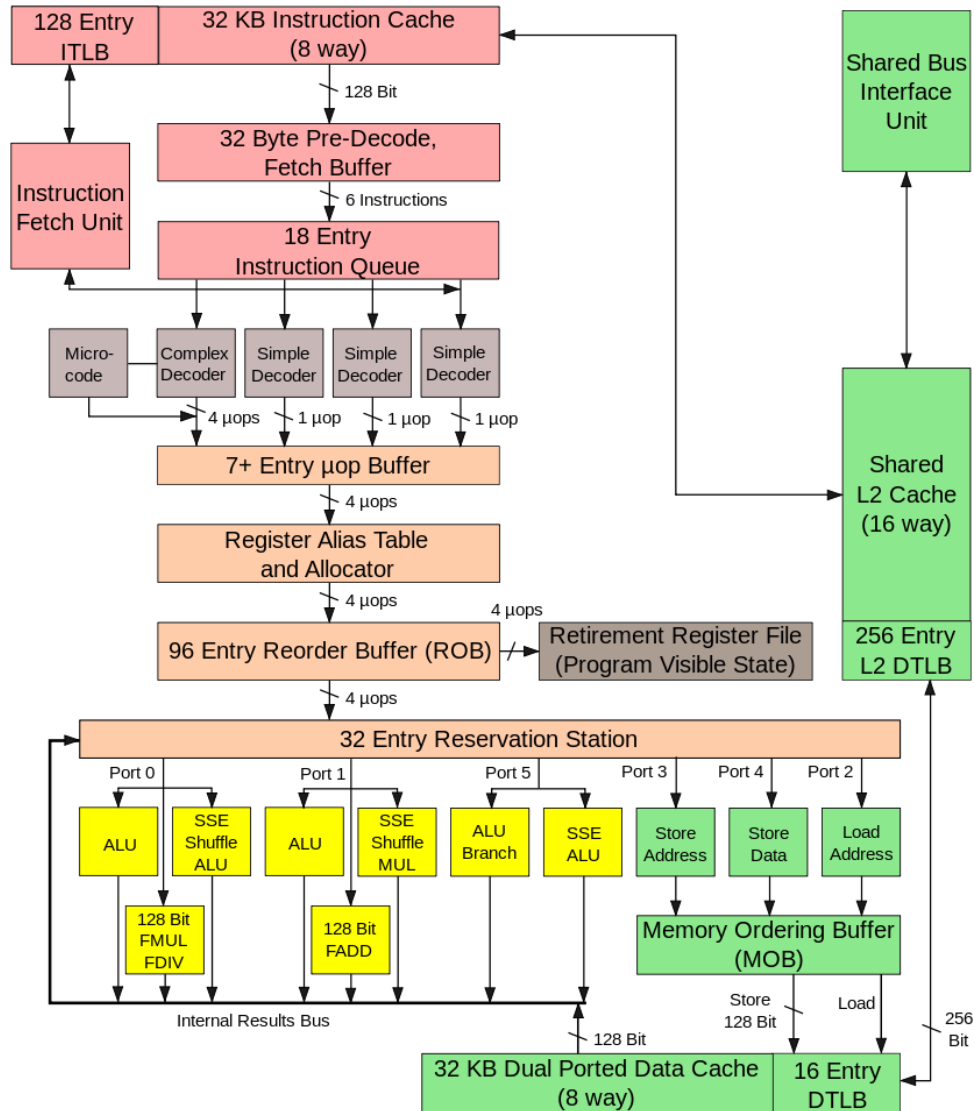 128 Entry
ITLB
32 KB Instruction Cache
(8 way)
128 Bit
32 Byte Pre-Decode,
Fetch Buffer
Instruction
Fetch Unit
6 Instructions
18 Entry
Instruction Queue
Shared Bus
Interface
Unit
Micro-
code
Complex
Decoder
Simple
Decoder
Simple
Decoder
Simple
Decoder
4 µops
1 µop
1 µop
1 µop
7+ Entry µop Buffer
4 µops
Register Alias Table
and Allocator
4 µops
96 Entry Reorder Buffer (ROB)
4 µops
Retirement Register File
(Program Visible State)
4 µops
Shared
L2 Cache
(16 way)
256 Entry
L2 DTLB
32 Entry Reservation Station
Port 0
Port 1
Port 5
Port 3
Port 4
Port 2
ALU
SSE
Shuffle
ALU
ALU
SSE
Shuffle
MUL
ALU
Branch
SSE
ALU
Store
Address
Store
Data
Load
Address
128 Bit
FMUL
FDIV
128 Bit
FADD
Memory Ordering Buffer
(MOB)
Internal Results Bus
Store
128 Bit
Load
128 Bit
256
Bit
32 KB Dual Ported Data Cache
(8 way)
16 Entry
DTLB